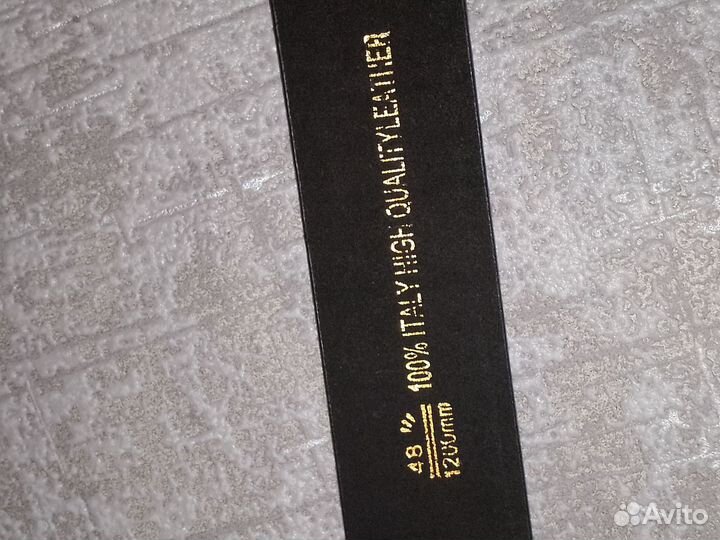 48" 100% ITALY HIGH QUALITYLEATHER
1200mm
Avito